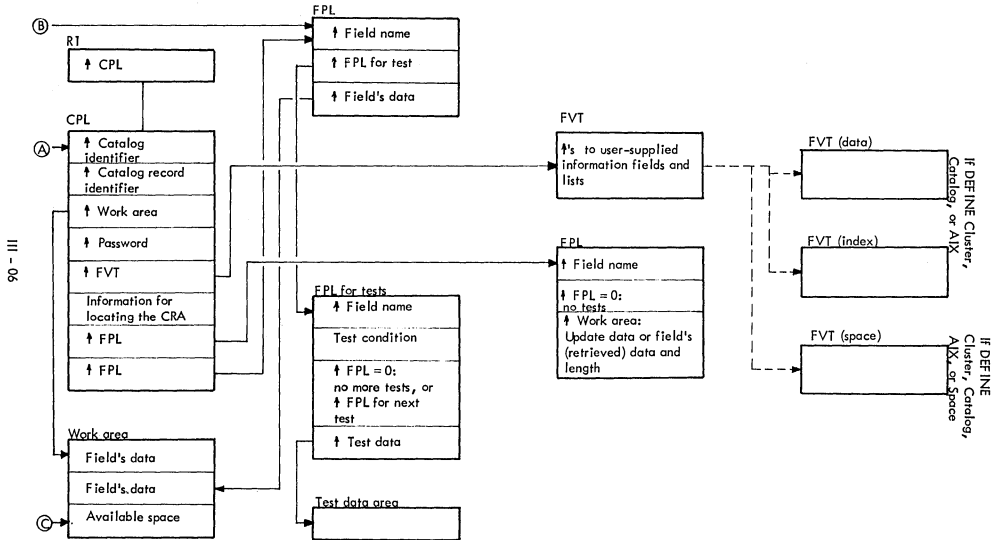 III - 90
B
R1
↑ CPL
CPL
A
↑ Catalog
identifier
↑ Catalog record
identifier
↑ Work area
↑ Password
↑ FVT
Information for
locating the CRA
↑ FPL
↑ FPL
Work area
Field's data
Field's data
Available space
C
FPL
↑ Field name
↑ FPL for test
↑ Field's data
FPL for tests
↑ Field name
Test condition
↑ FPL = 0:
no more tests, or
↑ FPL for next
test
↑ Test data
Test data area
FVT
↑'s to user-supplied
information fields and
lists
FPL
↑ Field name
↑ FPL = 0:
no tests
↑ Work area:
Update data or field's
(retrieved) data and
length
FVT (data)
FVT (index)
FVT (space)
If DEFINE Cluster,
Catalog, or AIX
If DEFINE
Cluster, Catalog,
AIX, or Space